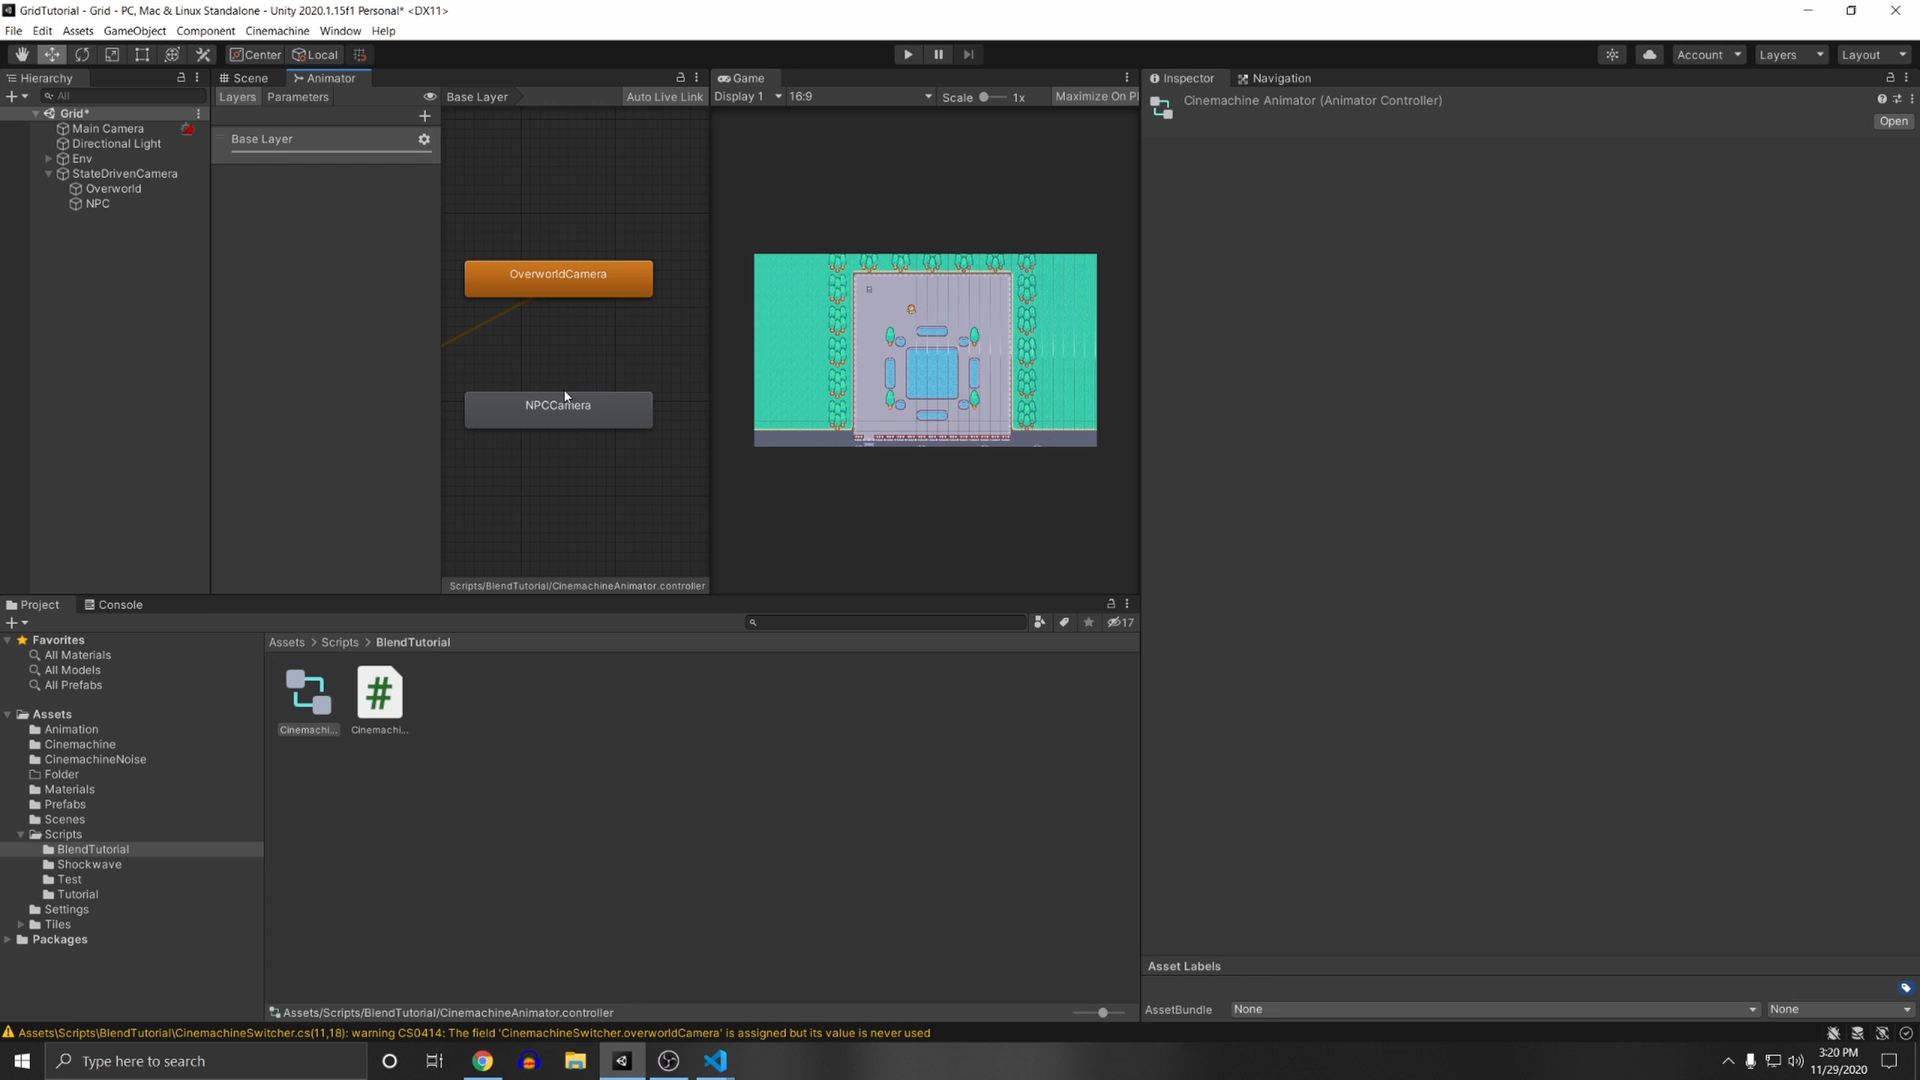 GridTutorial - Grid - PC, Mac & Linux Standalone - Unity 2020.1.15f1 Personal* <DX11>
File Edit Assets GameObject Component Cinemachine Window Help
Center Local Account Layers Layout
Hierarchy Scene Animator Game Inspector Navigation
All Layers Parameters Base Layer Auto Live Link Display 1 16:9 Scale 1x Maximize On Pl
Cinemachine Animator (Animator Controller)
Open
Grid*
Main Camera
Directional Light
Env
StateDrivenCamera
Overworld
NPC
Base Layer
OverworldCamera
NPCCamera
Scripts/BlendTutorial/CinemachineAnimator.controller
Project Console
17
Favorites
All Materials
All Models
All Prefabs
Assets
Animation
Cinemachine
CinemachineNoise
Folder
Materials
Prefabs
Scenes
Scripts
BlendTutorial
Shockwave
Test
Tutorial
Settings
Tiles
Packages
Assets > Scripts > BlendTutorial
Cinemachi... Cinemachi...
Assets/Scripts/BlendTutorial/CinemachineAnimator.controller
Asset Labels
AssetBundle None None
Assets\Scripts\BlendTutorial\CinemachineSwitcher.cs(11,18): warning CS0414: The field 'CinemachineSwitcher.overworldCamera' is assigned but its value is never used
Type here to search
3:20 PM
11/29/2020